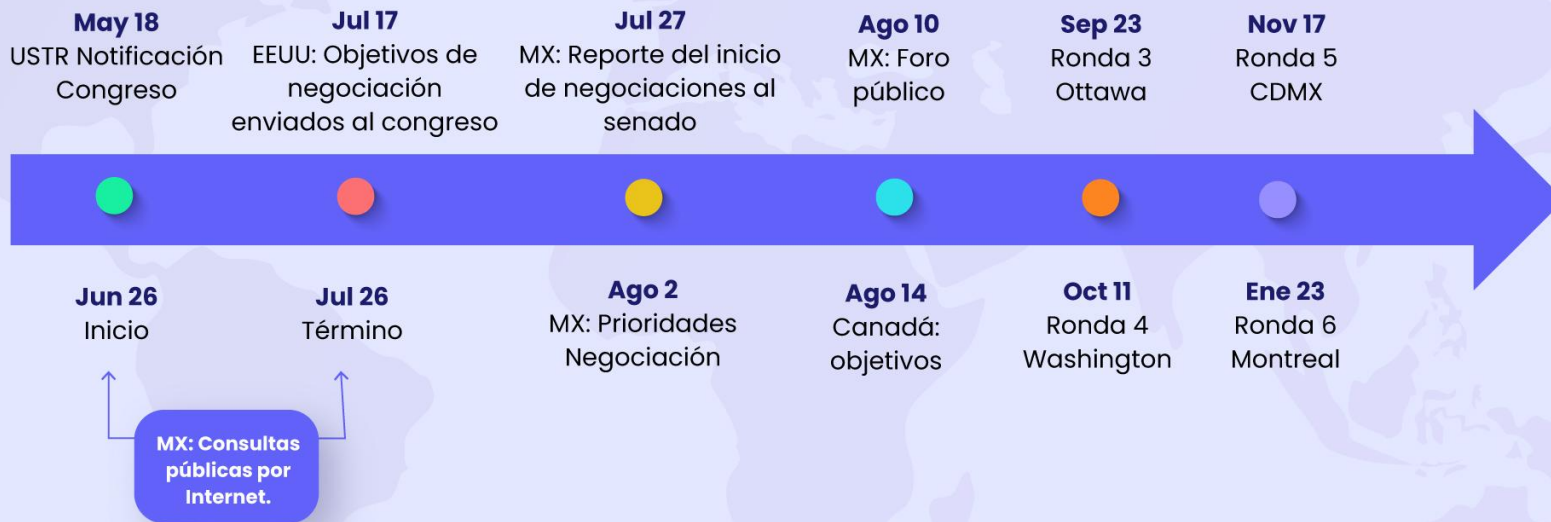 May 18
USTR Notificación
Congreso
Jul 17
EEUU: Objetivos de
negociación
enviados al congreso
Jul 27
MX: Reporte del inicio
de negociaciones al
senado
Ago 10
MX: Foro
público
Sep 23
Ronda 3
Ottawa
Nov 17
Ronda 5
CDMX
Jun 26
Inicio
Jul 26
Término
Ago 2
MX: Prioridades
Negociación
Ago 14
Canadá:
objetivos
Oct 11
Ronda 4
Washington
Ene 23
Ronda 6
Montreal
MX: Consultas
públicas por
Internet.